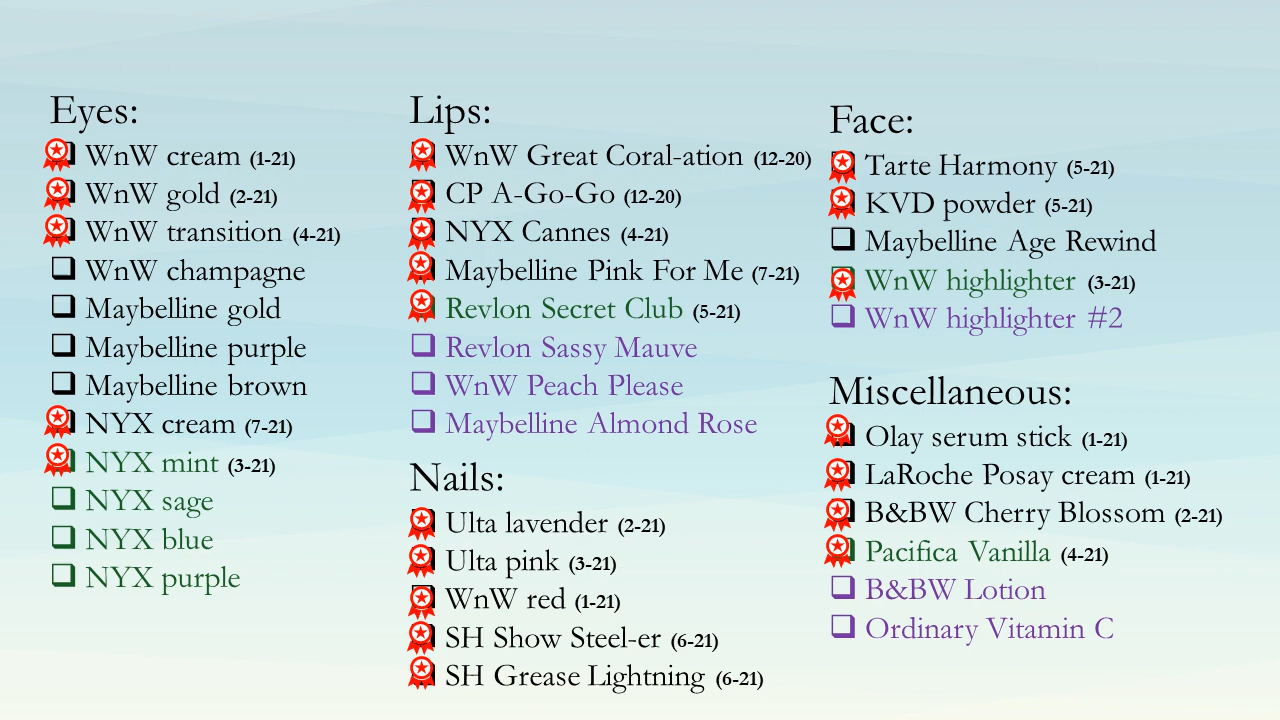 Eyes:
WnW cream (1-21)
WnW gold (2-21)
WnW transition (4-21)
WnW champagne
Maybelline gold
Maybelline purple
Maybelline brown
NYX cream (7-21)
NYX mint (3-21)
NYX sage
NYX blue
NYX purple
Lips:
WnW Great Coral-ation (12-20)
CP A-Go-Go (12-20)
NYX Cannes (4-21)
Maybelline Pink For Me (7-21)
Revlon Secret Club (5-21)
Revlon Sassy Mauve
WnW Peach Please
Maybelline Almond Rose
Nails:
Ulta lavender (2-21)
Ulta pink (3-21)
WnW red (1-21)
SH Show Steel-er (6-21)
SH Grease Lightning (6-21)
Face:
Tarte Harmony (5-21)
KVD powder (5-21)
Maybelline Age Rewind
WnW highlighter (3-21)
WnW highlighter #2
Miscellaneous:
Olay serum stick (1-21)
LaRoche Posay cream (1-21)
B&BW Cherry Blossom (2-21)
Pacifica Vanilla (4-21)
B&BW Lotion
Ordinary Vitamin C